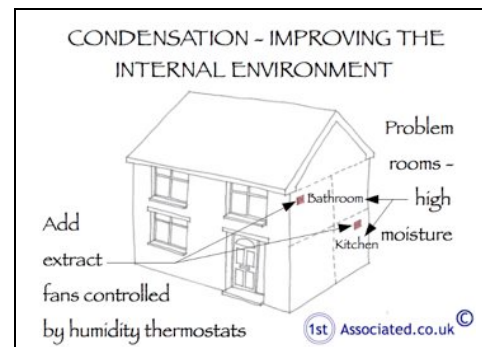 CONDENSATION - IMPROVING THE
INTERNAL ENVIRONMENT
Problem
rooms -
high
moisture
Bathroom
Kitchen
Add
extract
fans controlled
by humidity thermostats
1st Associated.co.uk ©